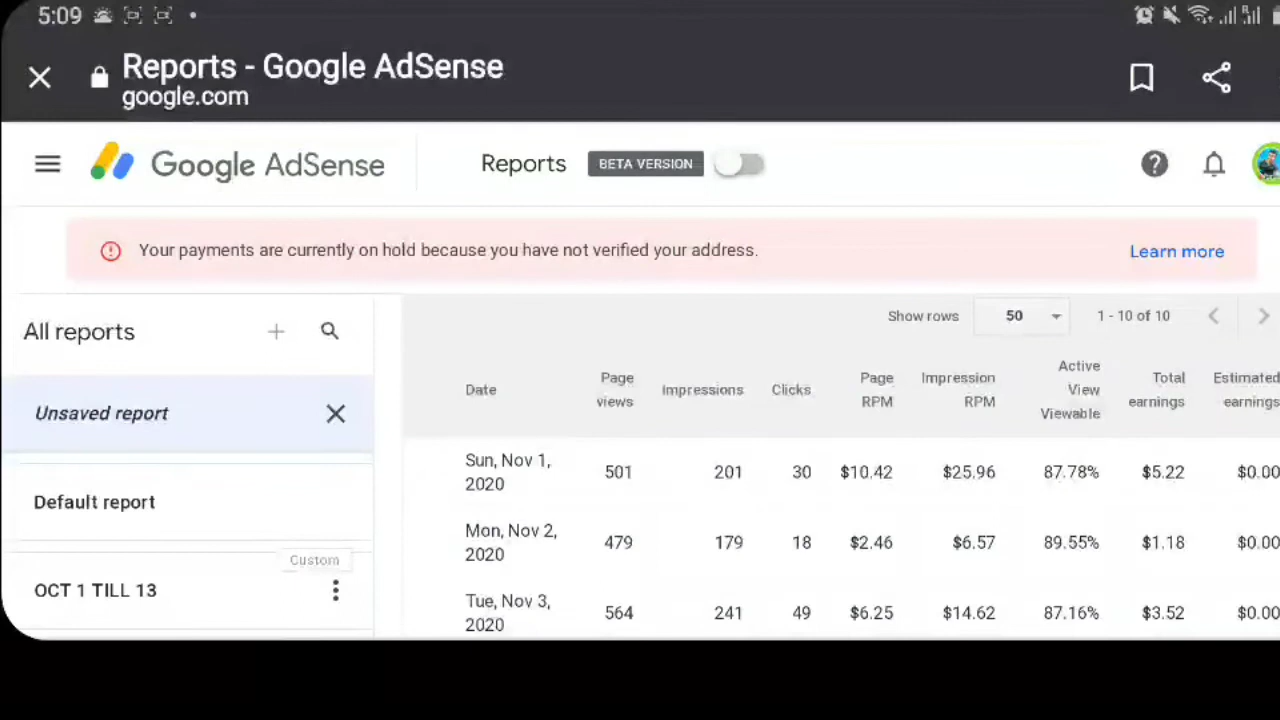 5:09
Reports - Google AdSense
google.com
Google AdSense
Reports
BETA VERSION
Your payments are currently on hold because you have not verified your address.
Learn more
All reports
Unsaved report
Default report
Custom
OCT 1 TILL 13
Show rows 50 1 - 10 of 10
Date Page views Impressions Clicks Page RPM Impression RPM Active View Viewable Total earnings Estimated earnings
Sun, Nov 1, 2020 501 201 30 $10.42 $25.96 87.78% $5.22 $0.00
Mon, Nov 2, 2020 479 179 18 $2.46 $6.57 89.55% $1.18 $0.00
Tue, Nov 3, 2020 564 241 49 $6.25 $14.62 87.16% $3.52 $0.00